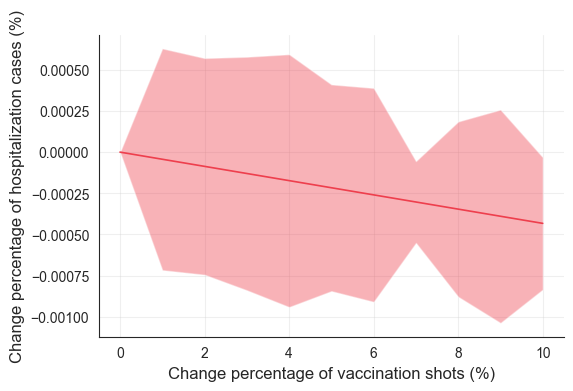 Change percentage of hospitalization cases (%)
0.00050
0.00025
0.00000
−0.00025
−0.00050
−0.00075
−0.00100
0 2 4 6 8 10
Change percentage of vaccination shots (%)